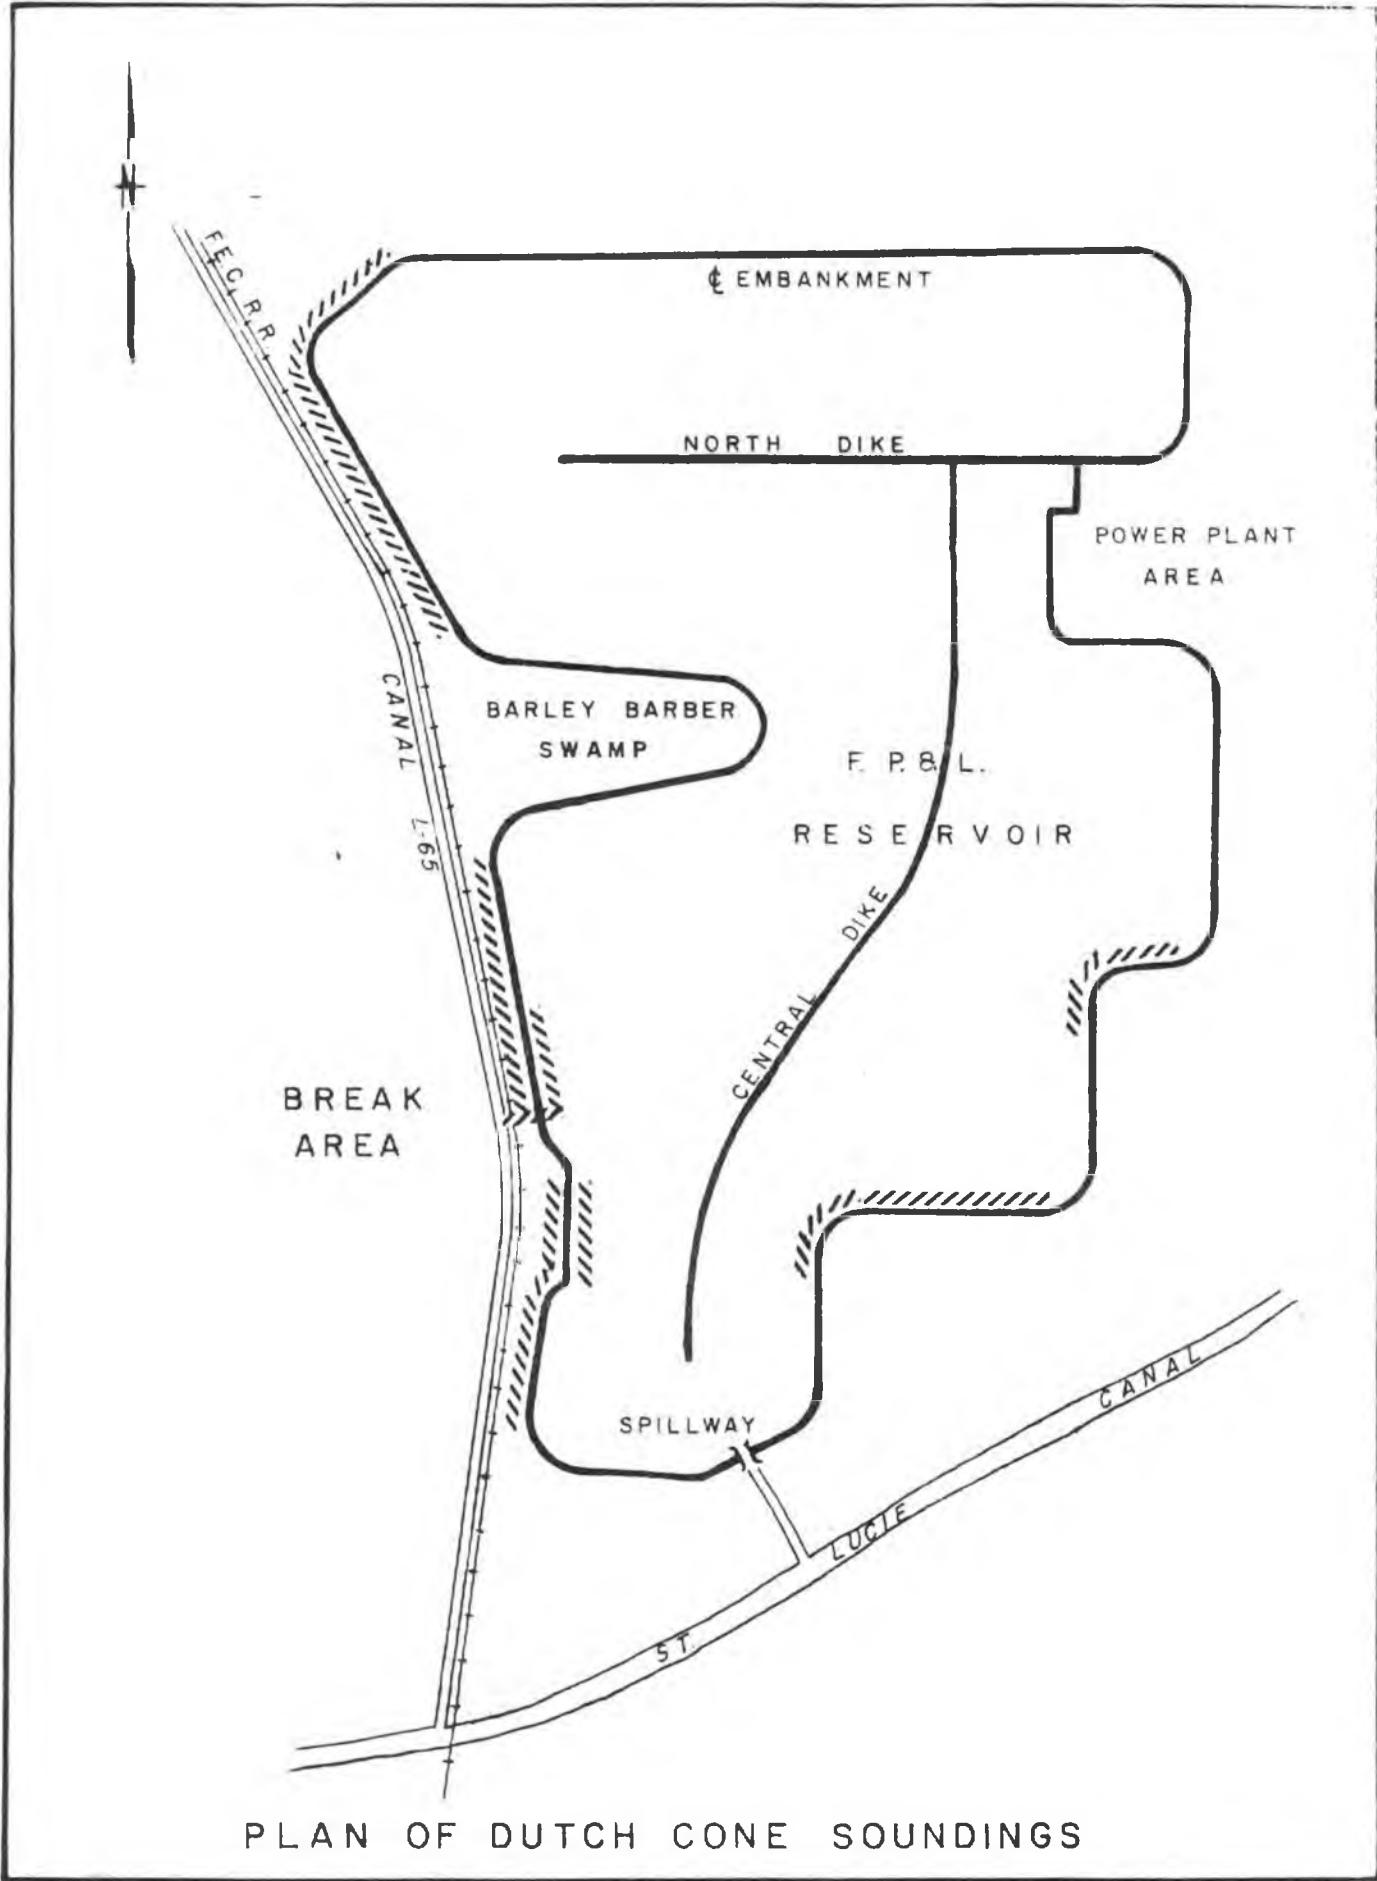 N
F.E.C. R.R.
℄ EMBANKMENT
NORTH DIKE
POWER PLANT
AREA
CANAL L-65
BARLEY BARBER
SWAMP
F. P. & L.
RESERVOIR
CENTRAL DIKE
BREAK
AREA
SPILLWAY
ST. LUCIE CANAL
PLAN OF DUTCH CONE SOUNDINGS